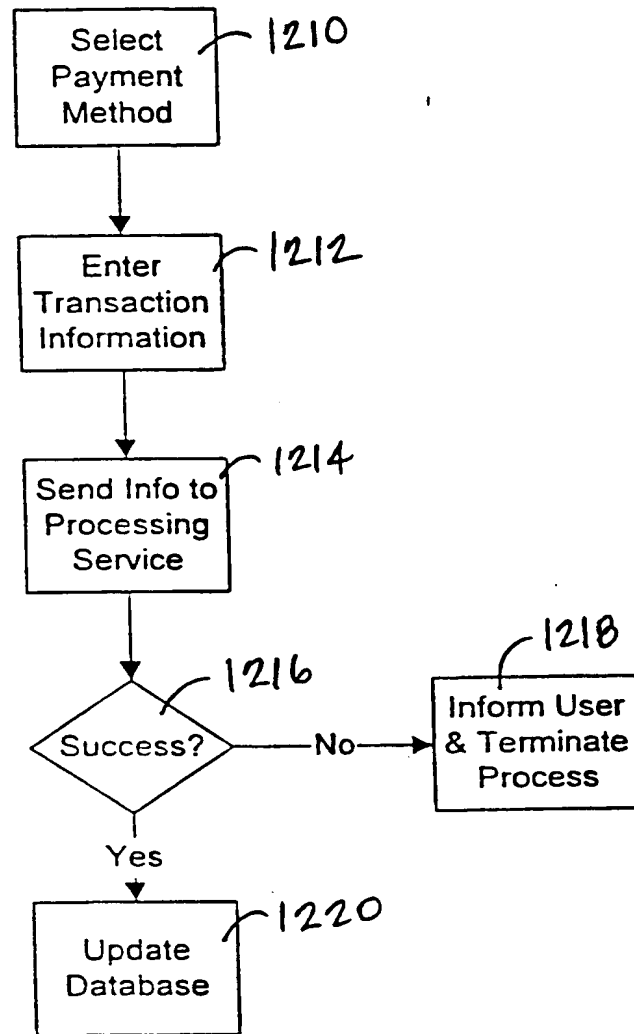 Select
Payment
Method
1210
Enter
Transaction
Information
1212
Send Info to
Processing
Service
1214
Success?
1216
No
Inform User
& Terminate
Process
1218
Yes
Update
Database
1220